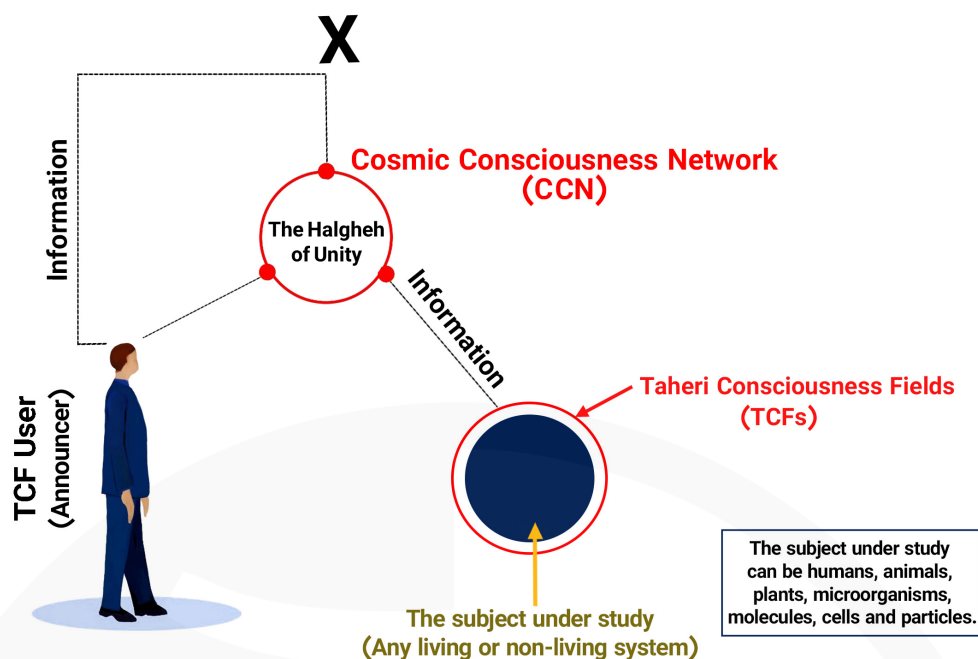 X
Cosmic Consciousness Network
(CCN)
The Halgheh
of Unity
Information
Information
TCF User
(Announcer)
Taheri Consciousness Fields
(TCFs)
The subject under study
(Any living or non-living system)
The subject under study
can be humans, animals,
plants, microorganisms,
molecules, cells and particles.